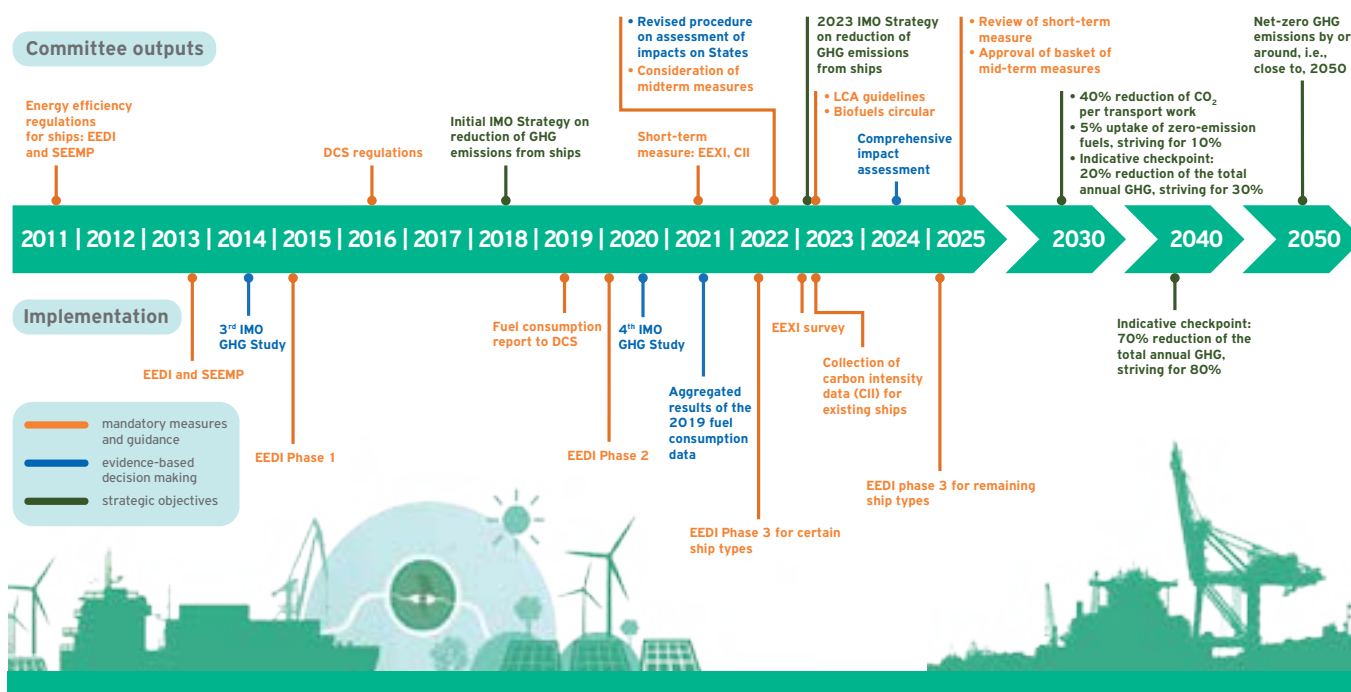 Committee outputs
Energy efficiency
regulations
for ships: EEDI
and SEEMP
DCS regulations
Initial IMO Strategy on
reduction of GHG
emissions from ships
Short-term
measure: EEXI, CII
• Revised procedure
on assessment of
impacts on States
• Consideration of
midterm measures
2023 IMO Strategy
on reduction of
GHG emissions
from ships
• LCA guidelines
• Biofuels circular
Comprehensive
impact
assessment
• Review of short-term
measure
• Approval of basket of
mid-term measures
• 40% reduction of CO₂
per transport work
• 5% uptake of zero-emission
fuels, striving for 10%
• Indicative checkpoint:
20% reduction of the total
annual GHG, striving for 30%
Net-zero GHG
emissions by or
around, i.e.,
close to, 2050
2011 | 2012 | 2013 | 2014 | 2015 | 2016 | 2017 | 2018 | 2019 | 2020 | 2021 | 2022 | 2023 | 2024 | 2025 2030 2040 2050
Implementation
EEDI and SEEMP
3rd IMO
GHG Study
EEDI Phase 1
Fuel consumption
report to DCS
EEDI Phase 2
4th IMO
GHG Study
Aggregated
results of the
2019 fuel
consumption
data
EEDI Phase 3 for certain
ship types
EEXI survey
Collection of
carbon intensity
data (CII) for
existing ships
EEDI phase 3 for remaining
ship types
Indicative checkpoint:
70% reduction of the
total annual GHG,
striving for 80%
mandatory measures
and guidance
evidence-based
decision making
strategic objectives